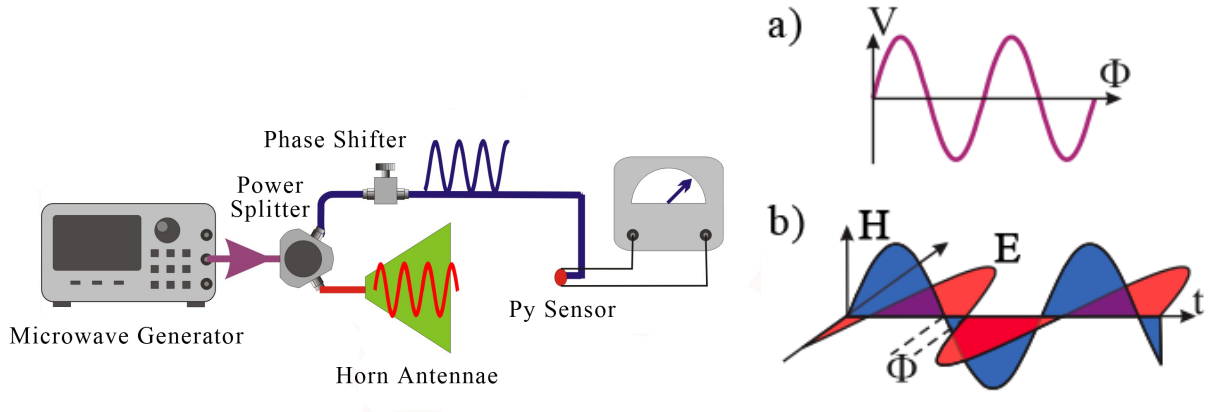 a)
V
Φ
Phase Shifter
Power
Splitter
Microwave Generator
Horn Antennae
Py Sensor
b)
H
E
t
Φ